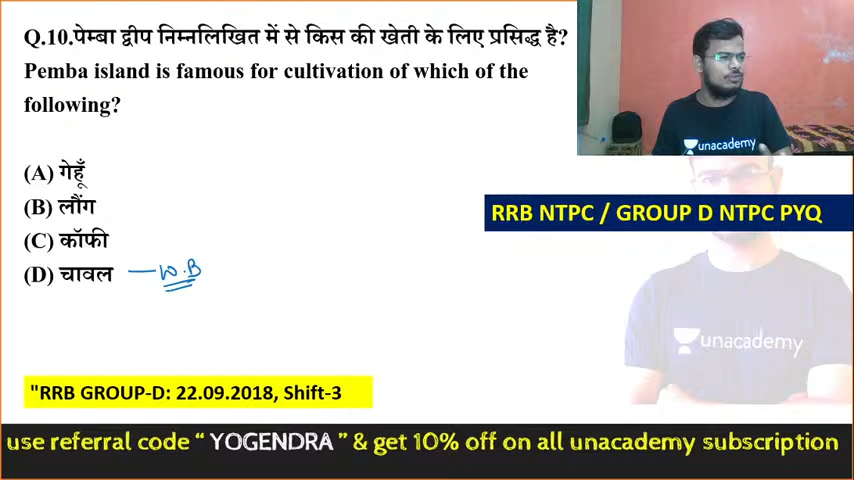 Q.10.पेम्बा द्वीप निम्नलिखित में से किस की खेती के लिए प्रसिद्ध है?
Pemba island is famous for cultivation of which of the
following?
unacademy
(A) गेहूँ
(B) लौंग
RRB NTPC / GROUP D NTPC PYQ
(C) कॉफी
(D) चावल — W.B
unacademy
"RRB GROUP-D: 22.09.2018, Shift-3
use referral code “ YOGENDRA ” & get 10% off on all unacademy subscription